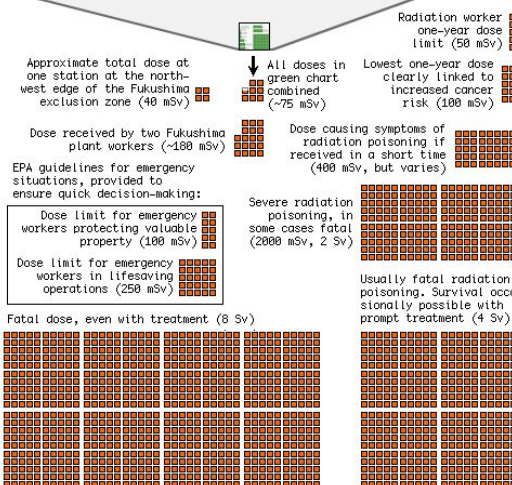 Radiation worker
one-year dose
limit (50 mSv)
Approximate total dose at
one station at the north-
west edge of the Fukushima
exclusion zone (40 mSv)
All doses in
green chart
combined
(~75 mSv)
Lowest one-year dose
clearly linked to
increased cancer
risk (100 mSv)
Dose received by two Fukushima
plant workers (~180 mSv)
Dose causing symptoms of
radiation poisoning if
received in a short time
(400 mSv, but varies)
EPA guidelines for emergency
situations, provided to
ensure quick decision-making:
Dose limit for emergency
workers protecting valuable
property (100 mSv)
Dose limit for emergency
workers in lifesaving
operations (250 mSv)
Severe radiation
poisoning, in
some cases fatal
(2000 mSv, 2 Sv)
Usually fatal radiation
poisoning. Survival occa
sionally possible with
prompt treatment (4 Sv)
Fatal dose, even with treatment (8 Sv)